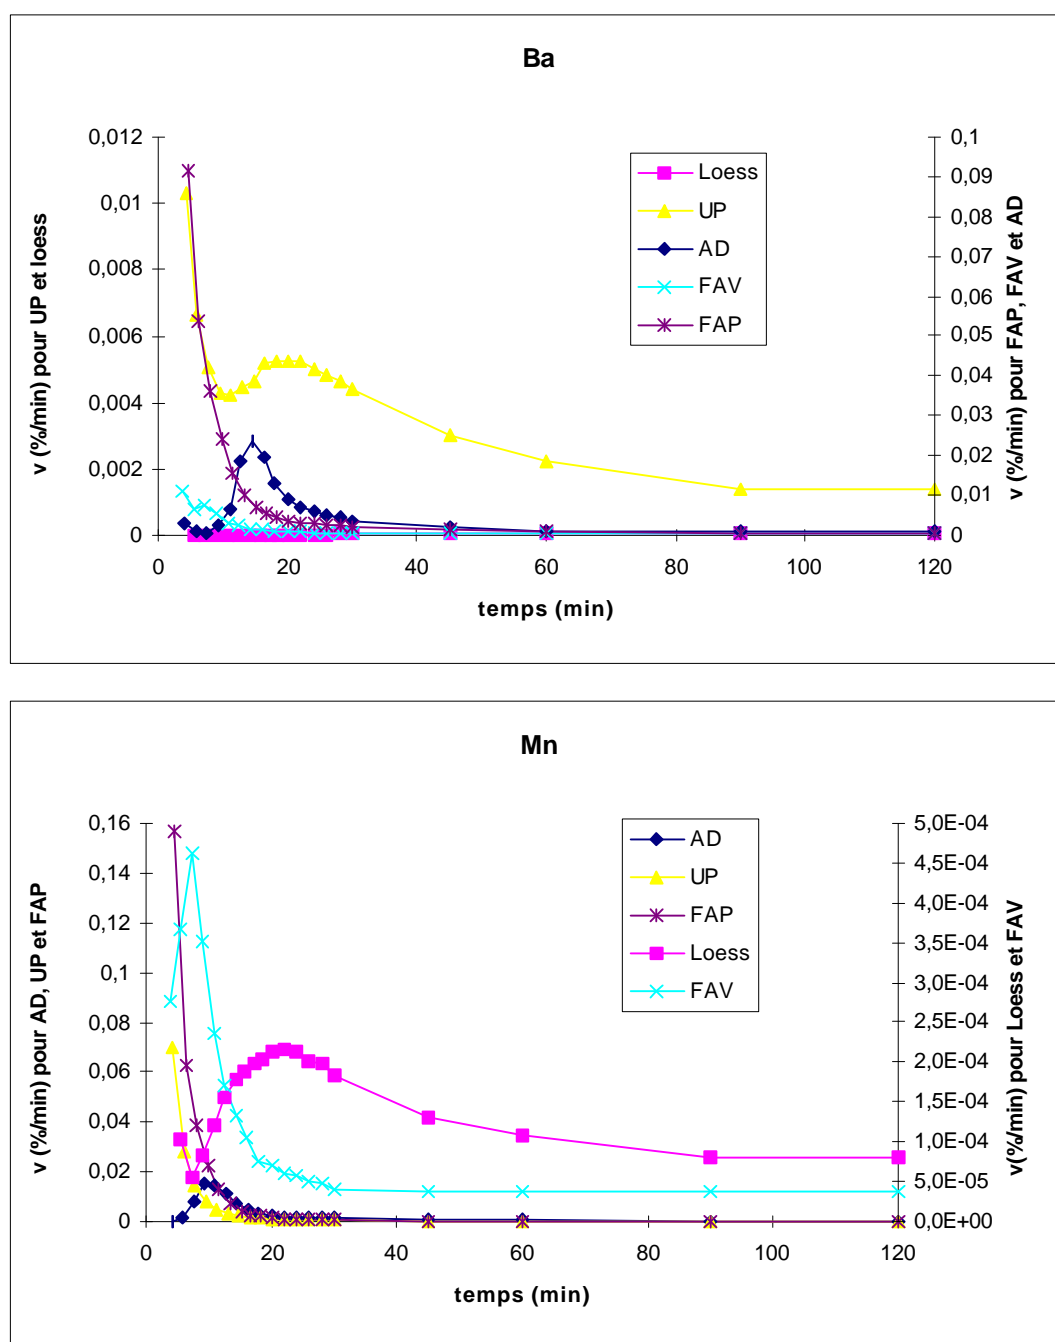 Ba
v (%/min) pour UP et loess
0,012
0,01
0,008
0,006
0,004
0,002
0
Loess
UP
AD
FAV
FAP
0,1
0,09
0,08
0,07
0,06
0,05
0,04
0,03
0,02
0,01
0
v (%/min) pour FAP, FAV et AD
0 20 40 60 80 100 120
temps (min)
Mn
v (%/min) pour AD, UP et FAP
0,16
0,14
0,12
0,1
0,08
0,06
0,04
0,02
0
AD
UP
FAP
Loess
FAV
5,0E-04
4,5E-04
4,0E-04
3,5E-04
3,0E-04
2,5E-04
2,0E-04
1,5E-04
1,0E-04
5,0E-05
0,0E+00
v(%/min) pour Loess et FAV
0 20 40 60 80 100 120
temps (min)